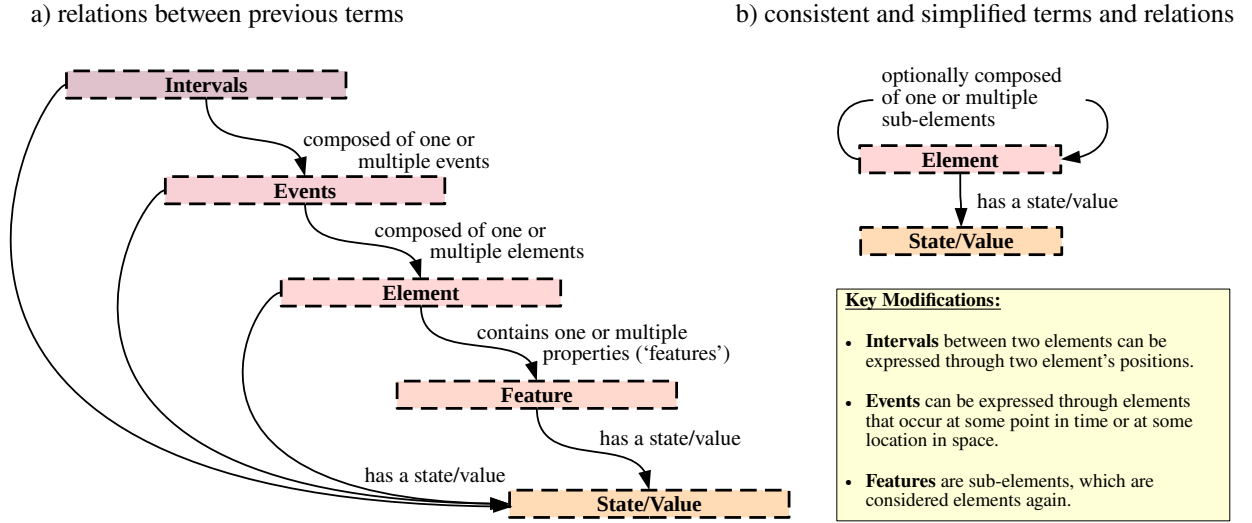 a) relations between previous terms
Intervals
composed of one or
multiple events
Events
composed of one or
multiple elements
Element
contains one or multiple
properties (‘features’)
Feature
has a state/value
has a state/value
State/Value
b) consistent and simplified terms and relations
optionally composed
of one or multiple
sub-elements
Element
has a state/value
State/Value
Key Modifications:
• Intervals between two elements can be
expressed through two element’s positions.
• Events can be expressed through elements
that occur at some point in time or at some
location in space.
• Features are sub-elements, which are
considered elements again.